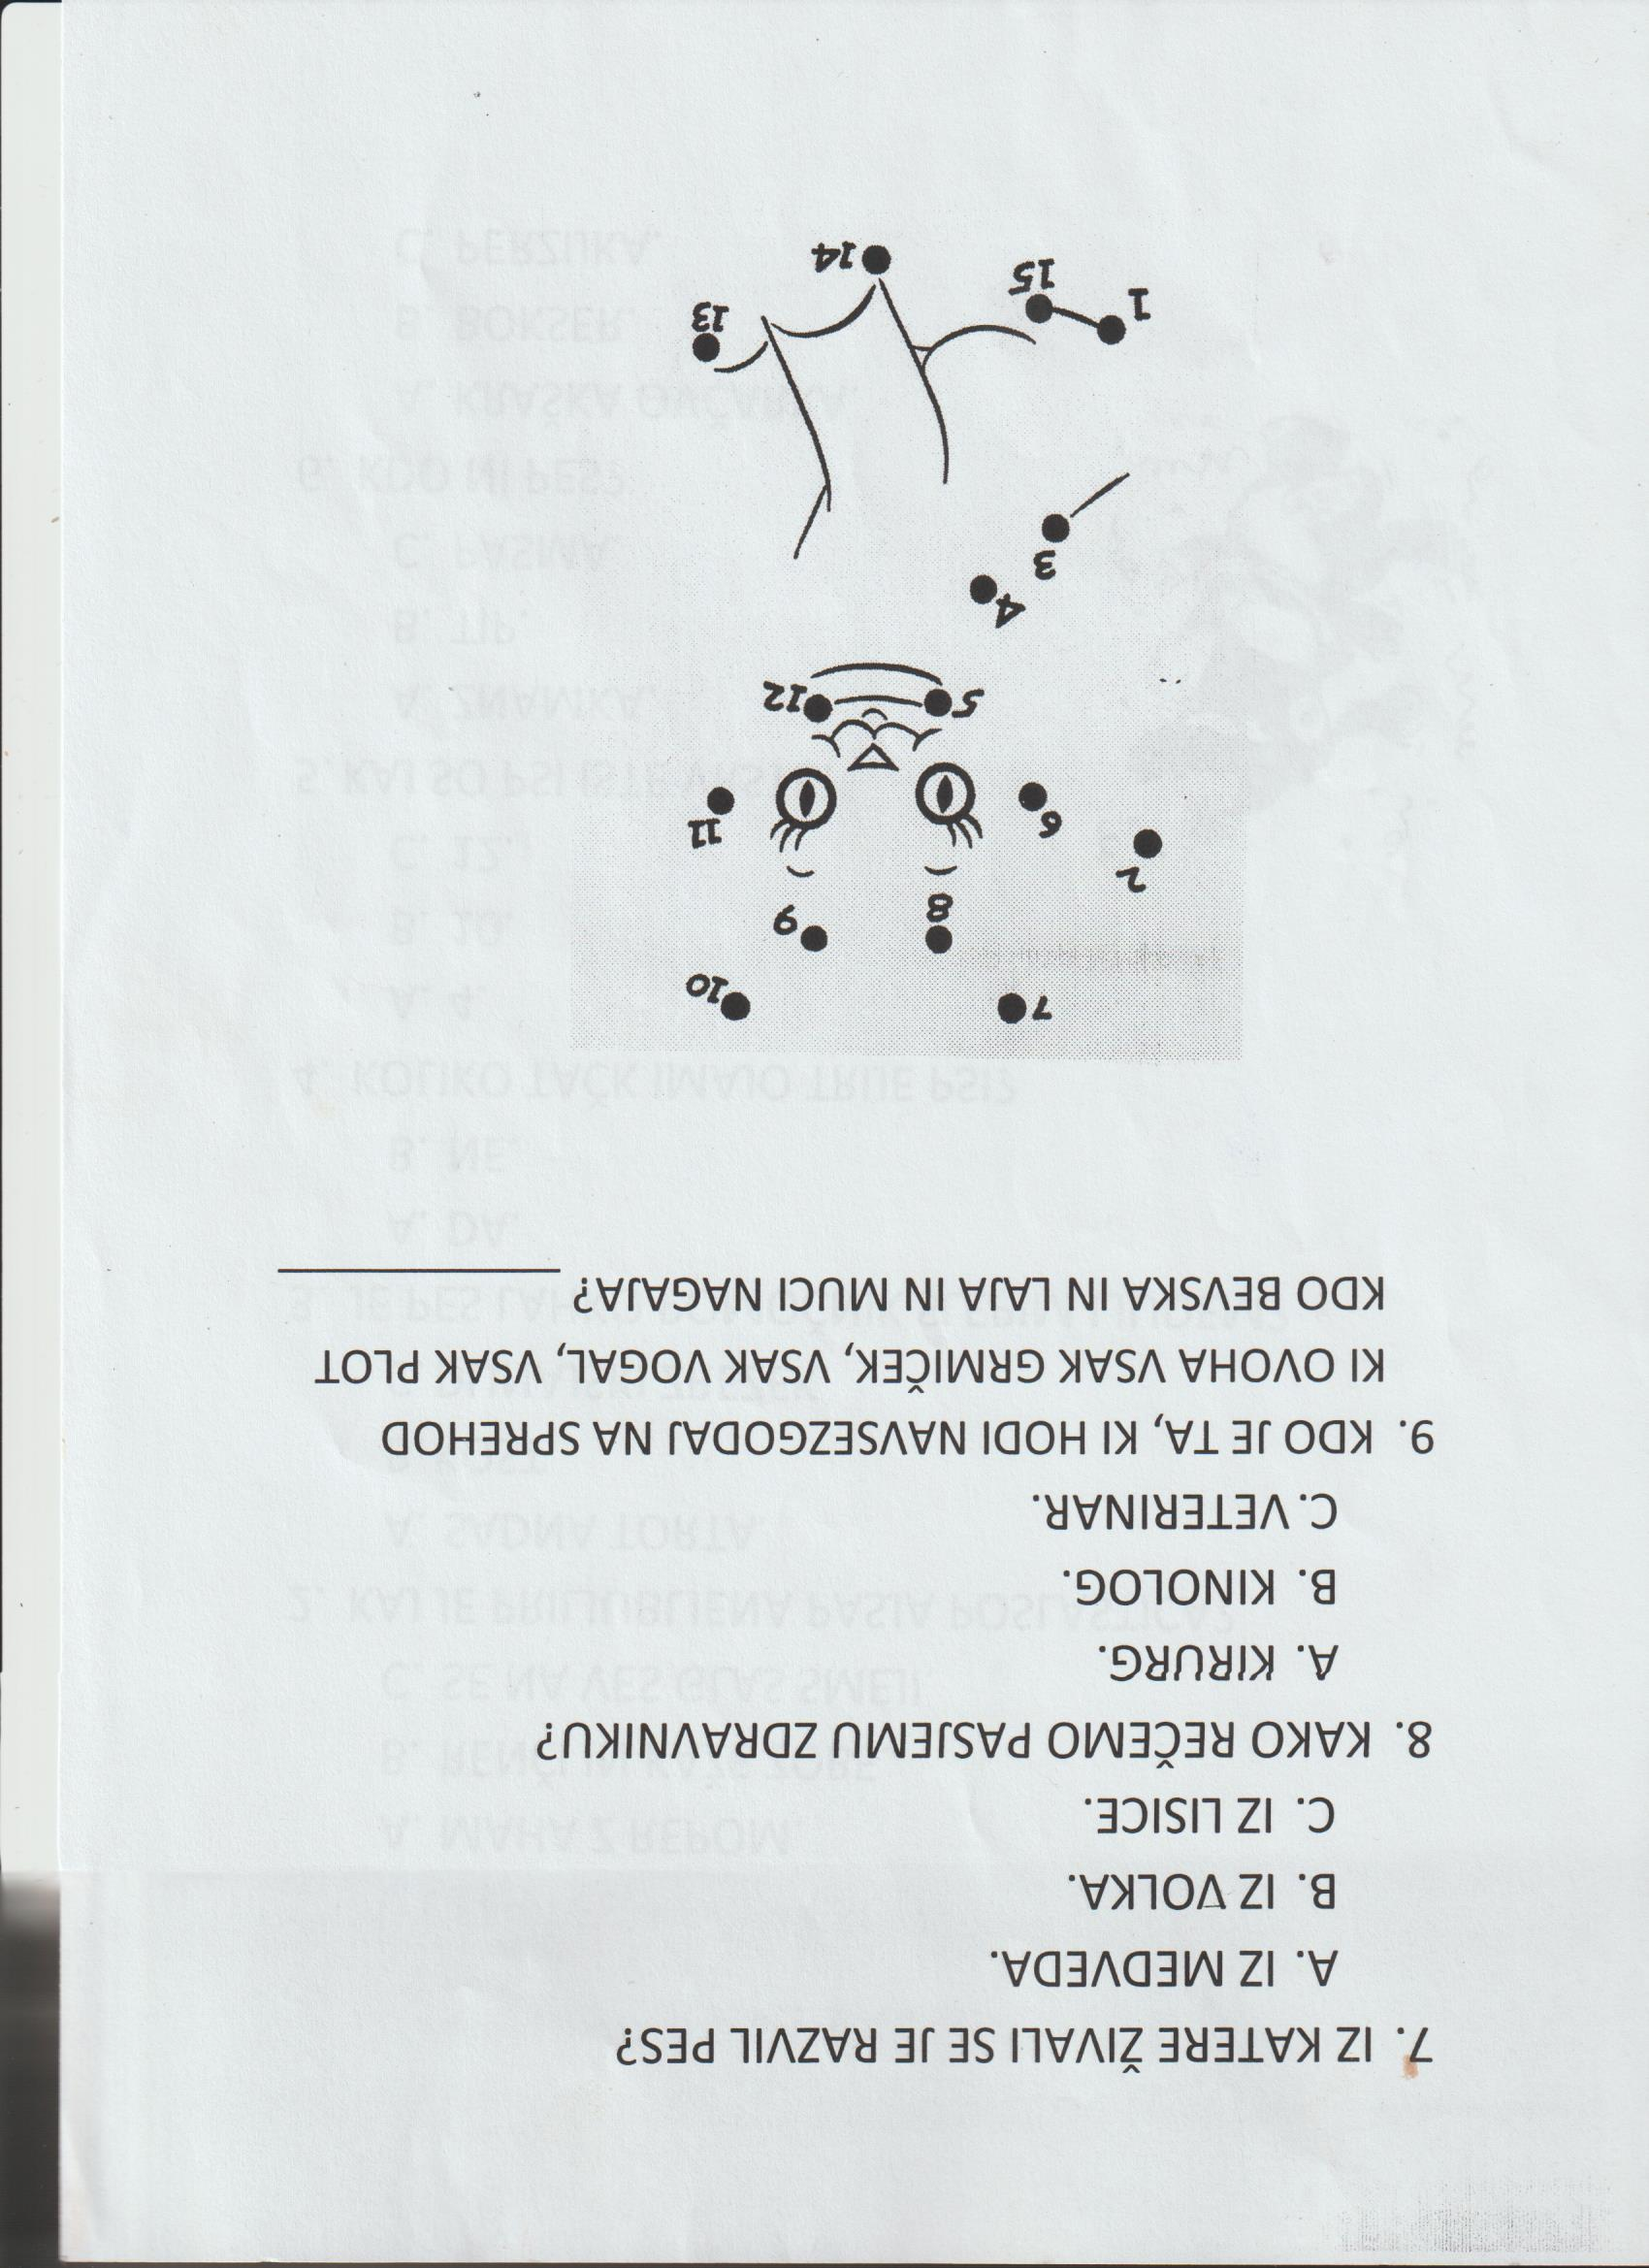 7. IZ KATERE ŽIVALI SE JE RAZVIL PES?
A. IZ MEDVEDA.
B. IZ VOLKA.
C. IZ LISICE.
8. KAKO REČEMO PASJEMU ZDRAVNIKU?
A. KIRURG.
B. KINOLOG.
C. VETERINAR.
9. KDO JE TA, KI HODI NAVSEZGODAJ NA SPREHOD
KI OVOHA VSAK GRMIČEK, VSAK VOGAL, VSAK PLOT
KDO BEVSKA IN LAJA IN MUCI NAGAJA?
7 10
8 9
2
6 11
5 12
4
3
1 15 13
14